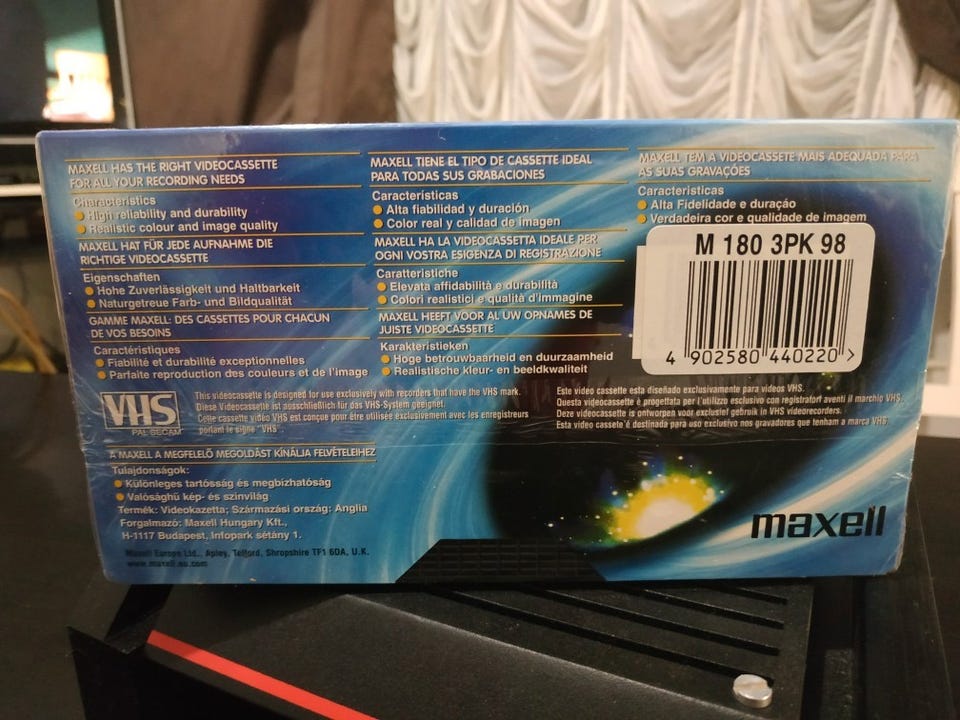 MAXELL HAS THE RIGHT VIDEOCASSETTE
FOR ALL YOUR RECORDING NEEDS
Characteristics
High reliability and durability
Realistic colour and image quality
MAXELL HAT FÜR JEDE AUFNAHME DIE
RICHTIGE VIDEOCASSETTE
Eigenschaften
Hohe Zuverlässigkeit und Haltbarkeit
Naturgetreue Farb- und Bildqualität
GAMME MAXELL: DES CASSETTES POUR CHACUN
DE VOS BESOINS
Caractéristiques
Fiabilité et durabilité exceptionnelles
Parfaite reproduction des couleurs et de l'image
MAXELL TIENE EL TIPO DE CASSETTE IDEAL
PARA TODAS SUS GRABACIONES
Características
Alta fiabilidad y duración
Color real y calidad de imagen
MAXELL HA LA VIDEOCASSETTA IDEALE PER
OGNI VOSTRA ESIGENZA DI REGISTRAZIONE
Caratteristiche
Elevata affidabilità e durabilità
Colori realistici e qualità d'immagine
MAXELL HEEFT VOOR AL UW OPNAMES DE
JUISTE VIDEOCASSETTE
Karakteristieken
Hoge betrouwbaarheid en duurzaamheid
Realistische kleur- en beeldkwaliteit
MAXELL TEM A VIDEOCASSETE MAIS ADEQUADA PARA
AS SUAS GRAVAÇÕES
Características
Alta Fidelidade e duração
Verdadeira cor e qualidade de imagem
M 180 3PK 98
4 902580 440220 >
VHS
PAL SECAM
This videocassette is designed for use exclusively with recorders that have the VHS mark.
Diese Videocassette ist ausschließlich für das VHS-System geeignet.
Cette cassette vidéo VHS est conçue pour être utilisée exclusivement avec les enregistreurs
portant le signe "VHS".
Este video cassette esta diseñado exclusivamente para videos VHS.
Questa videocassetta è progettata per l'utilizzo esclusivo con registratori aventi il marchio VHS.
Deze videocassette is ontworpen voor exclusief gebruik in VHS videorecorders.
Esta video cassete é destinada para uso exclusivo nos gravadores que tenham a marca VHS
A MAXELL A MEGFELELŐ MEGOLDÁST KÍNÁLJA FELVÉTELEIHEZ
Tulajdonságok:
Különleges tartósság és megbízhatóság
Valósághű kép- és színvilág
Termék: Videokazetta; Származási ország: Anglia
Forgalmazó: Maxell Hungary Kft.,
H-1117 Budapest, Infopark sétány 1.
Maxell Europe Ltd., Apley, Telford, Shropshire TF1 6DA, U.K.
www.maxell.eu.com
maxell